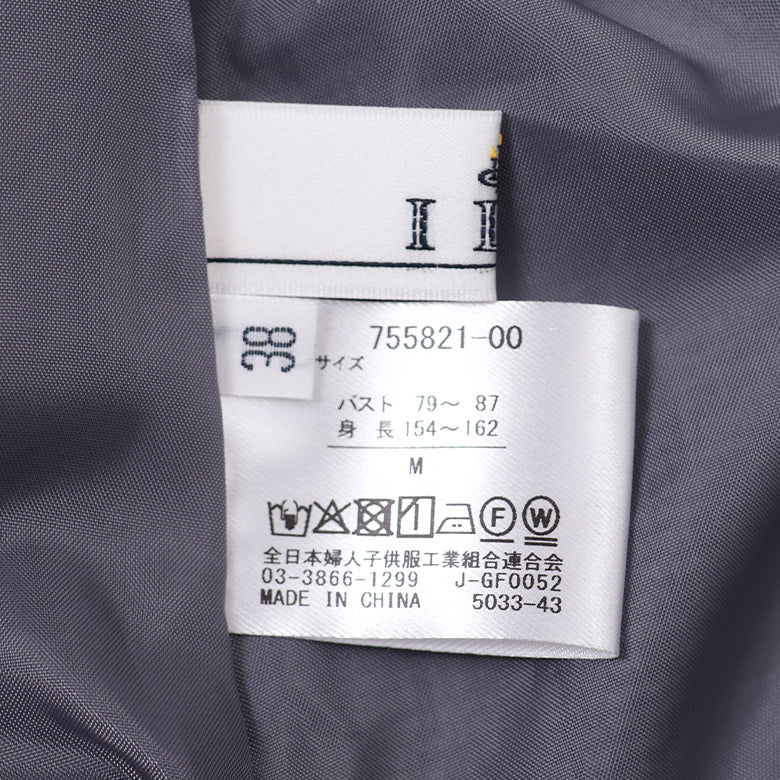 I
38
755821-00
サイズ
バスト 79～ 87
身 長 154～162
M
F W
全日本婦人子供服工業組合連合会
03-3866-1299 J-GF0052
MADE IN CHINA 5033-43